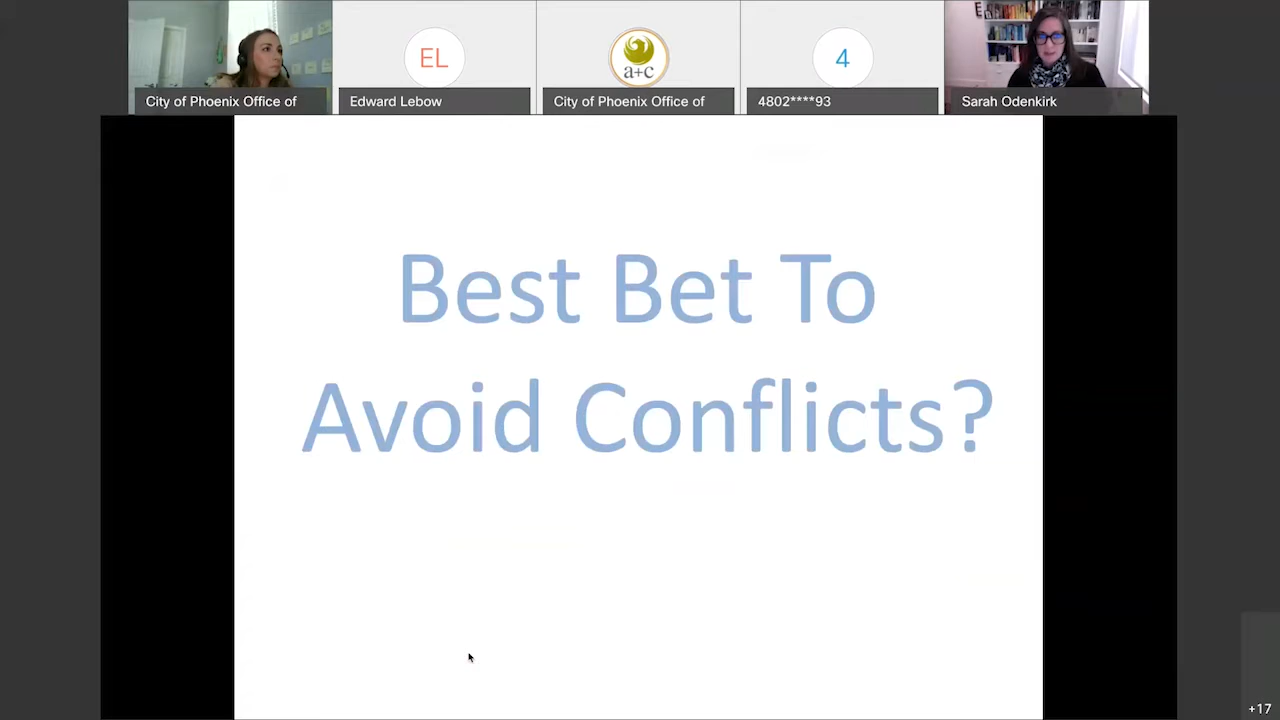 EL
a+c
4
City of Phoenix Office of
Edward Lebow
City of Phoenix Office of
4802****93
Sarah Odenkirk
Best Bet To
Avoid Conflicts?
+17